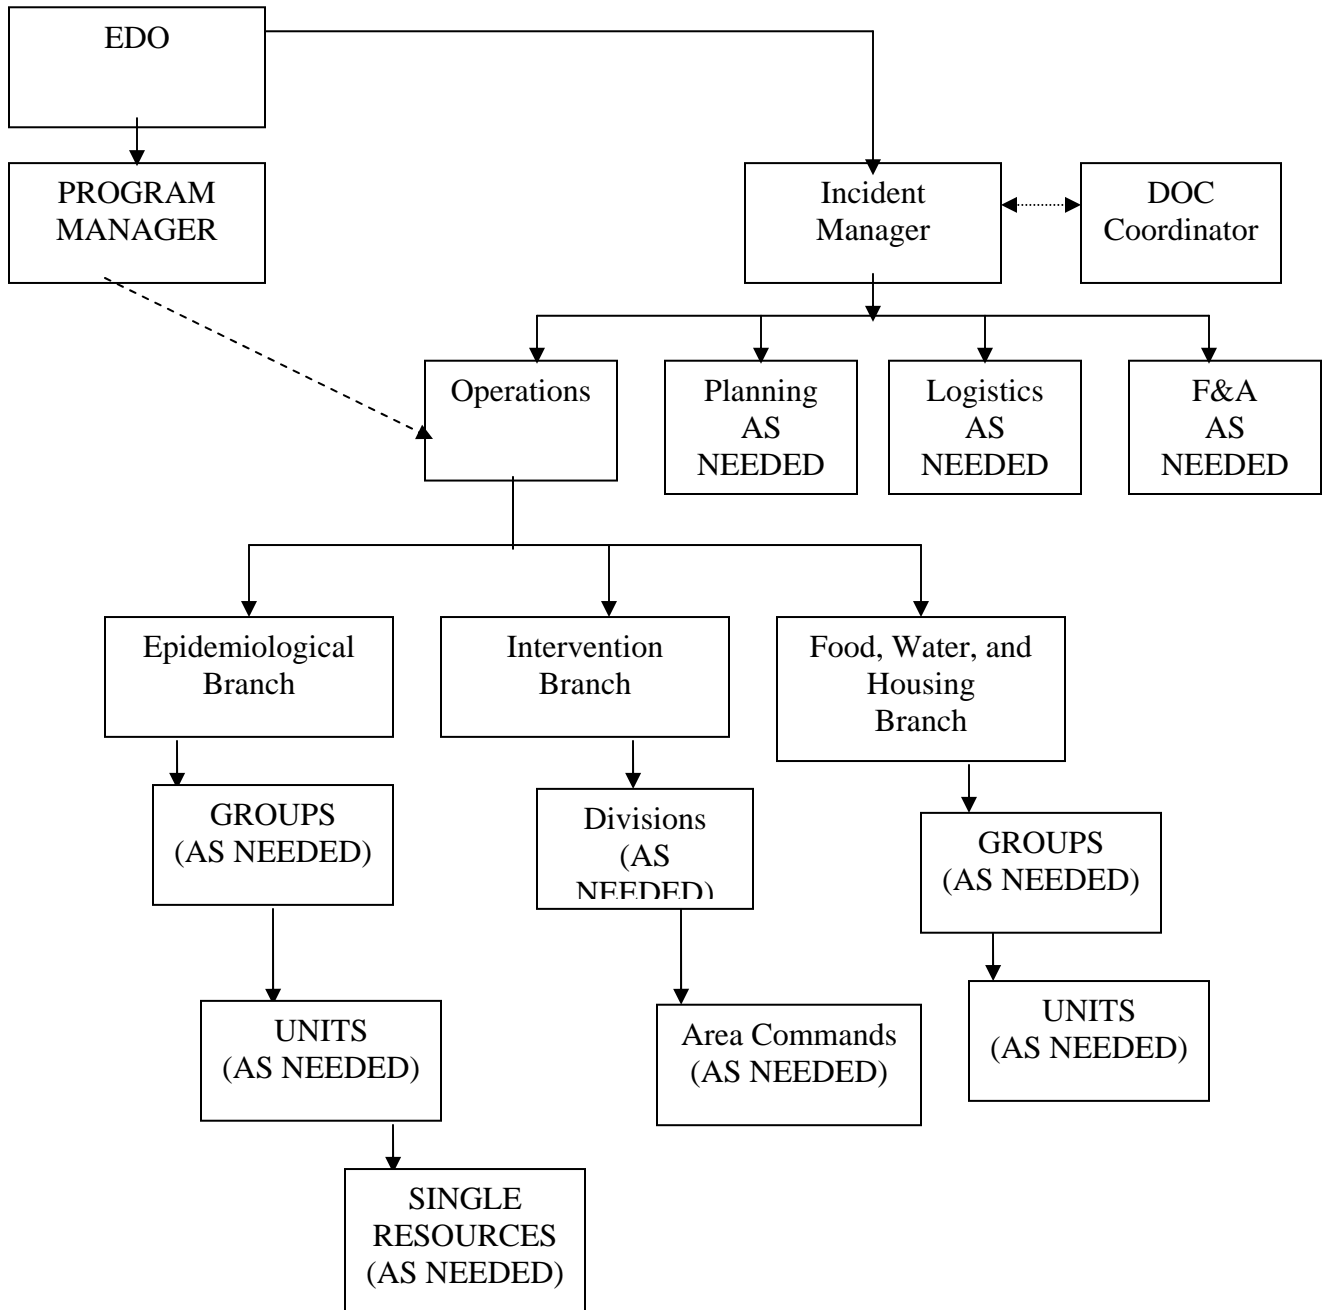 EDO
PROGRAM
MANAGER
Incident
Manager
DOC
Coordinator
Operations
Planning
AS
NEEDED
Logistics
AS
NEEDED
F&A
AS
NEEDED
Epidemiological
Branch
Intervention
Branch
Food, Water, and
Housing
Branch
GROUPS
(AS NEEDED)
Divisions
(AS
NEEDED)
GROUPS
(AS NEEDED)
UNITS
(AS NEEDED)
Area Commands
(AS NEEDED)
UNITS
(AS NEEDED)
SINGLE
RESOURCES
(AS NEEDED)